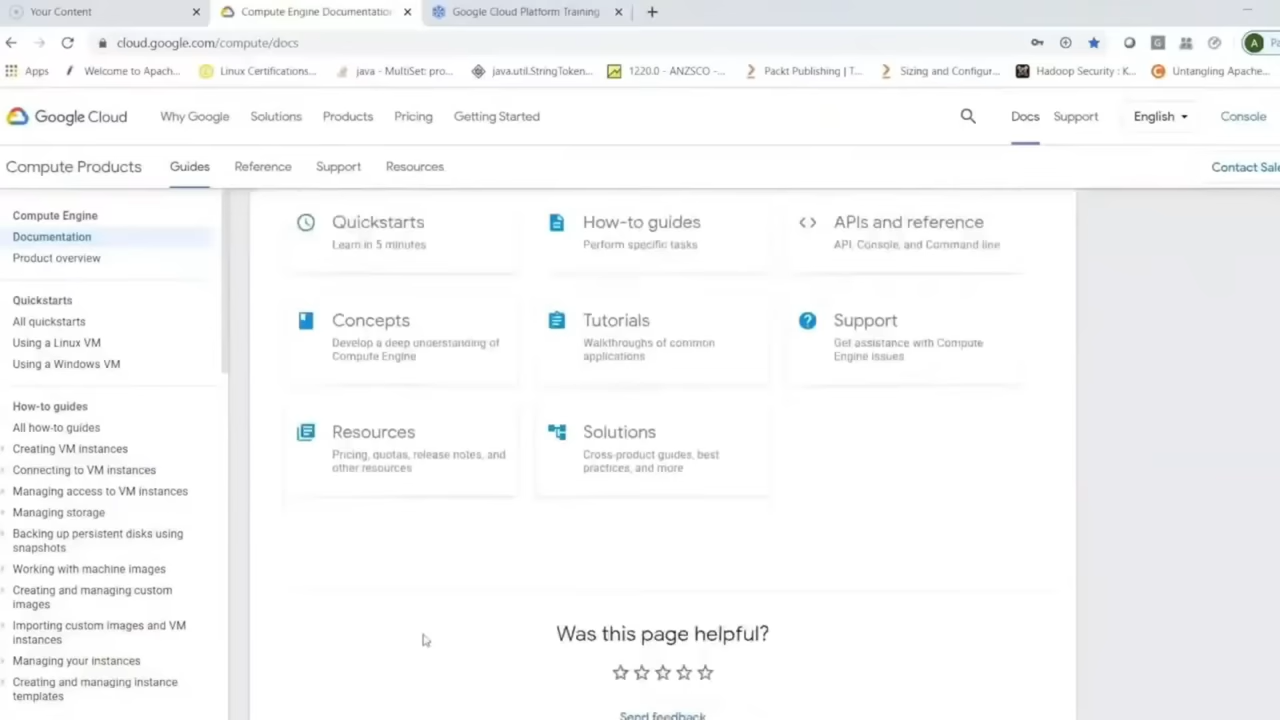 Your Content
Compute Engine Documentation
Google Cloud Platform Training
cloud.google.com/compute/docs
A
Apps
Welcome to Apach...
Linux Certifications...
java - MultiSet: pro...
java.util.StringToken...
1220.0 - ANZSCO -...
Packt Publishing | T...
Sizing and Configur...
Hadoop Security : K...
Untangling Apache...
Google Cloud
Why Google
Solutions
Products
Pricing
Getting Started
Docs
Support
English
Console
Compute Products
Guides
Reference
Support
Resources
Contact Sale
Compute Engine
Documentation
Product overview
Quickstarts
All quickstarts
Using a Linux VM
Using a Windows VM
How-to guides
All how-to guides
Creating VM instances
Connecting to VM instances
Managing access to VM instances
Managing storage
Backing up persistent disks using
snapshots
Working with machine images
Creating and managing custom
images
Importing custom images and VM
instances
Managing your instances
Creating and managing instance
templates
Quickstarts
Learn in 5 minutes
How-to guides
Perform specific tasks
APIs and reference
API, Console, and Command line
Concepts
Develop a deep understanding of
Compute Engine
Tutorials
Walkthroughs of common
applications
Support
Get assistance with Compute
Engine issues
Resources
Pricing, quotas, release notes, and
other resources
Solutions
Cross-product guides, best
practices, and more
Was this page helpful?
Send feedback